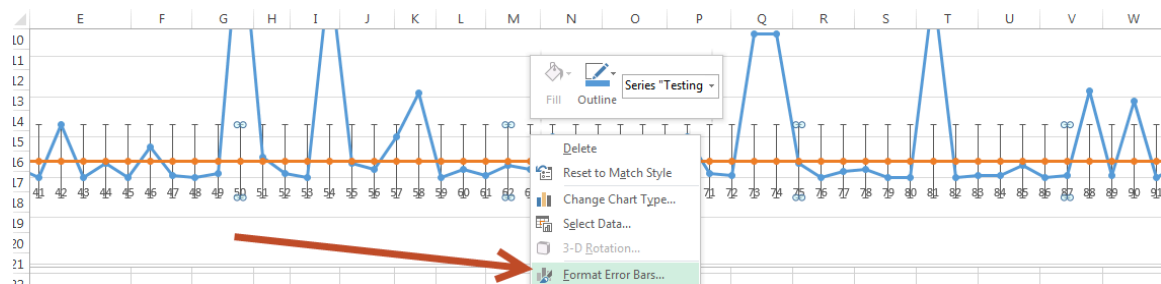 E F G H I J K L M N O P Q R S T U V W
10
11
12
13
14
15
16
17
18
19
20
21
Fill Outline Series "Testing
Delete
Reset to Match Style
Change Chart Type...
Select Data...
3-D Rotation...
Format Error Bars...
41 42 43 44 45 46 47 48 49 50 51 52 53 54 55 56 57 58 59 60 61 62 71 72 73 74 75 76 77 78 79 80 81 82 83 84 85 86 87 88 89 90 91